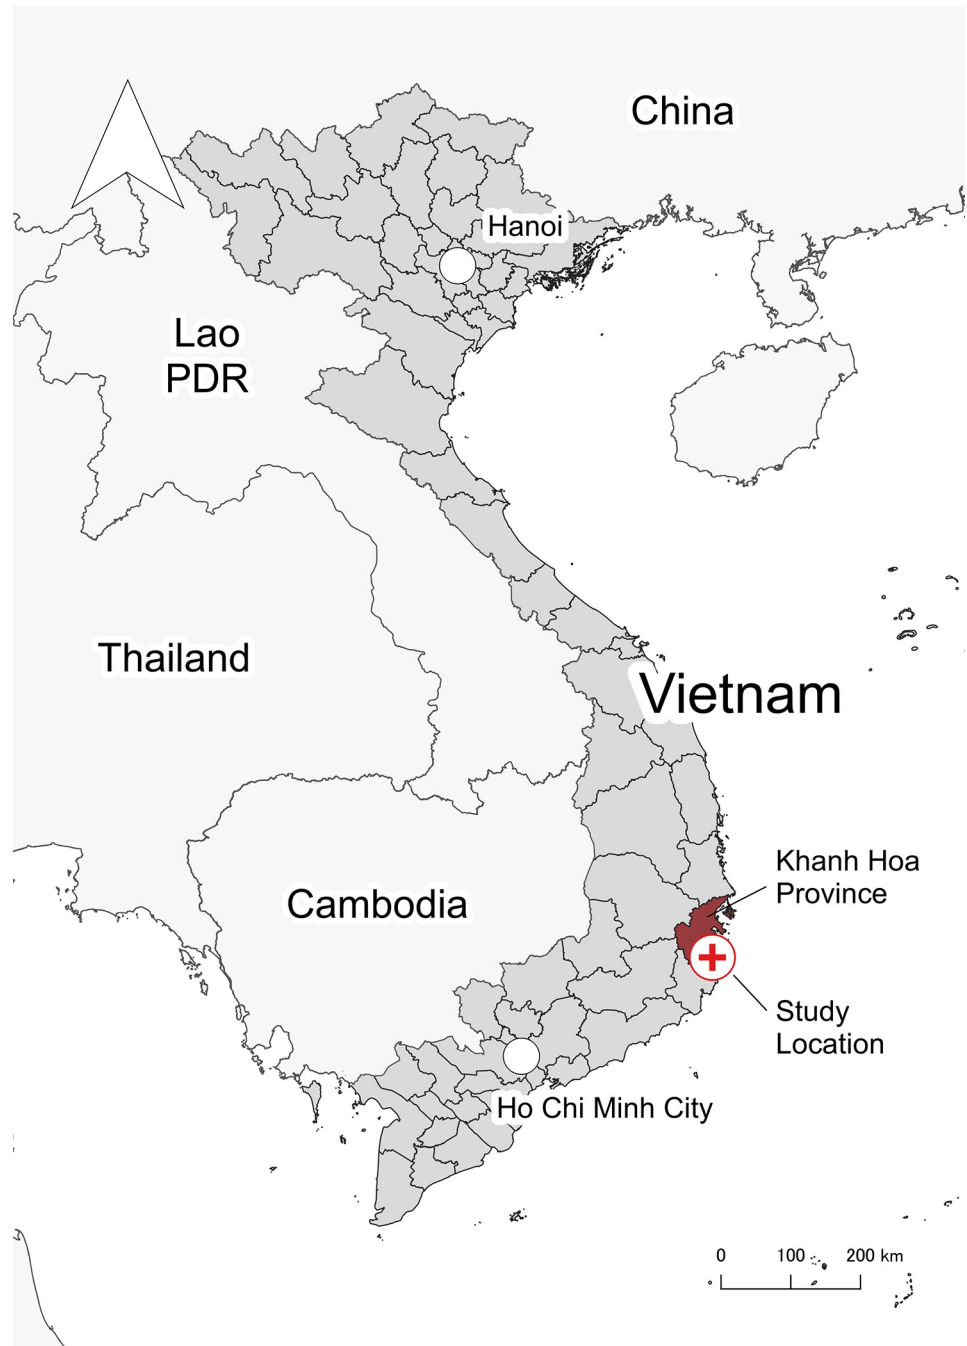 China
Hanoi
Lao
PDR
Thailand
Vietnam
Khanh Hoa
Province
Cambodia
Study
Location
Ho Chi Minh City
0 100 200 km